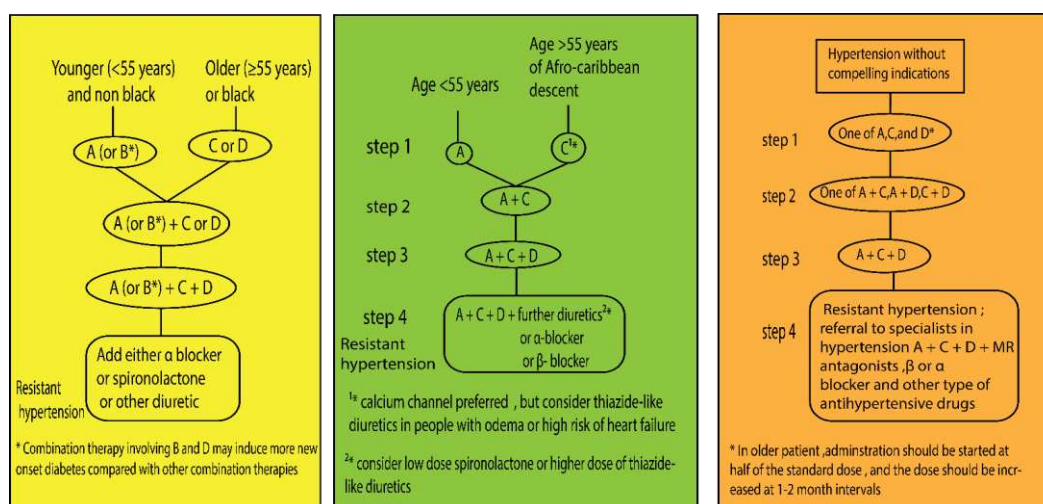 Younger (<55 years)
and non black
Older (≥55 years)
or black
A (or B*)
C or D
A (or B*) + C or D
A (or B*) + C + D
Add either α blocker
or spironolactone
or other diuretic
Resistant
hypertension
* Combination therapy involving B and D may induce more new
onset diabetes compared with other combination therapies
Age <55 years
Age >55 years
of Afro-caribbean
descent
step 1
A
C¹*
step 2
A + C
step 3
A + C + D
step 4
Resistant
hypertension
A + C + D + further diuretics²*
or α-blocker
or β- blocker
¹* calcium channel preferred , but consider thiazide-like
diuretics in people with odema or high risk of heart failure
²* consider low dose spironolactone or higher dose of thiazide-
like diuretics
Hypertension without
compelling indications
step 1
One of A,C,and D*
step 2
One of A + C,A + D,C + D
step 3
A + C + D
step 4
Resistant hypertension ;
referral to specialists in
hypertension A + C + D + MR
antagonists ,β or α
blocker and other type of
antihypertensive drugs
* In older patient ,adminstration should be started at
half of the standard dose , and the dose should be incr-
eased at 1-2 month intervals